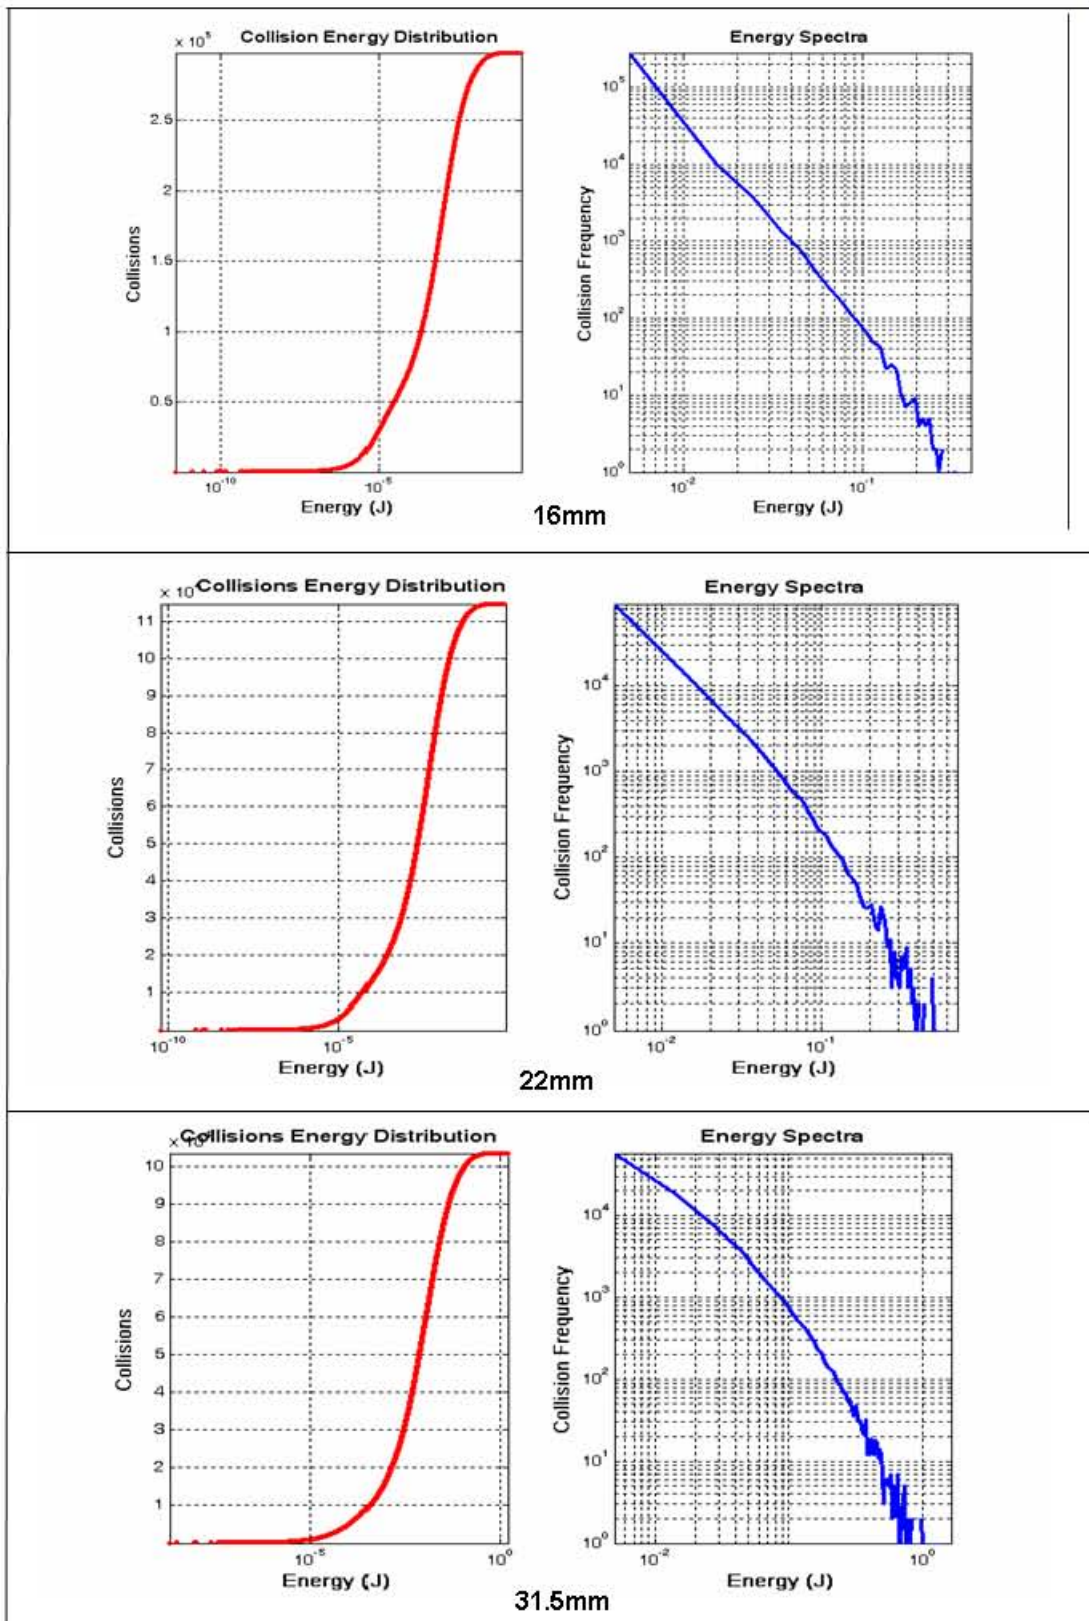 Collision Energy Distribution
× 10⁵
2.5
2
1.5
1
0.5
Collisions
10⁻¹⁰ 10⁻⁵
Energy (J)
Energy Spectra
10⁵
10⁴
10³
10²
10¹
10⁰
Collision Frequency
10⁻² 10⁻¹
Energy (J)
16mm
Collisions Energy Distribution
× 10
11
10
9
8
7
6
5
4
3
2
1
Collisions
10⁻¹⁰ 10⁻⁵
Energy (J)
Energy Spectra
10⁴
10³
10²
10¹
10⁰
Collision Frequency
10⁻² 10⁻¹
Energy (J)
22mm
Collisions Energy Distribution
10
9
8
7
6
5
4
3
2
1
Collisions
10⁻⁵ 10⁰
Energy (J)
Energy Spectra
10⁴
10³
10²
10¹
10⁰
Collision Frequency
10⁻² 10⁰
Energy (J)
31.5mm